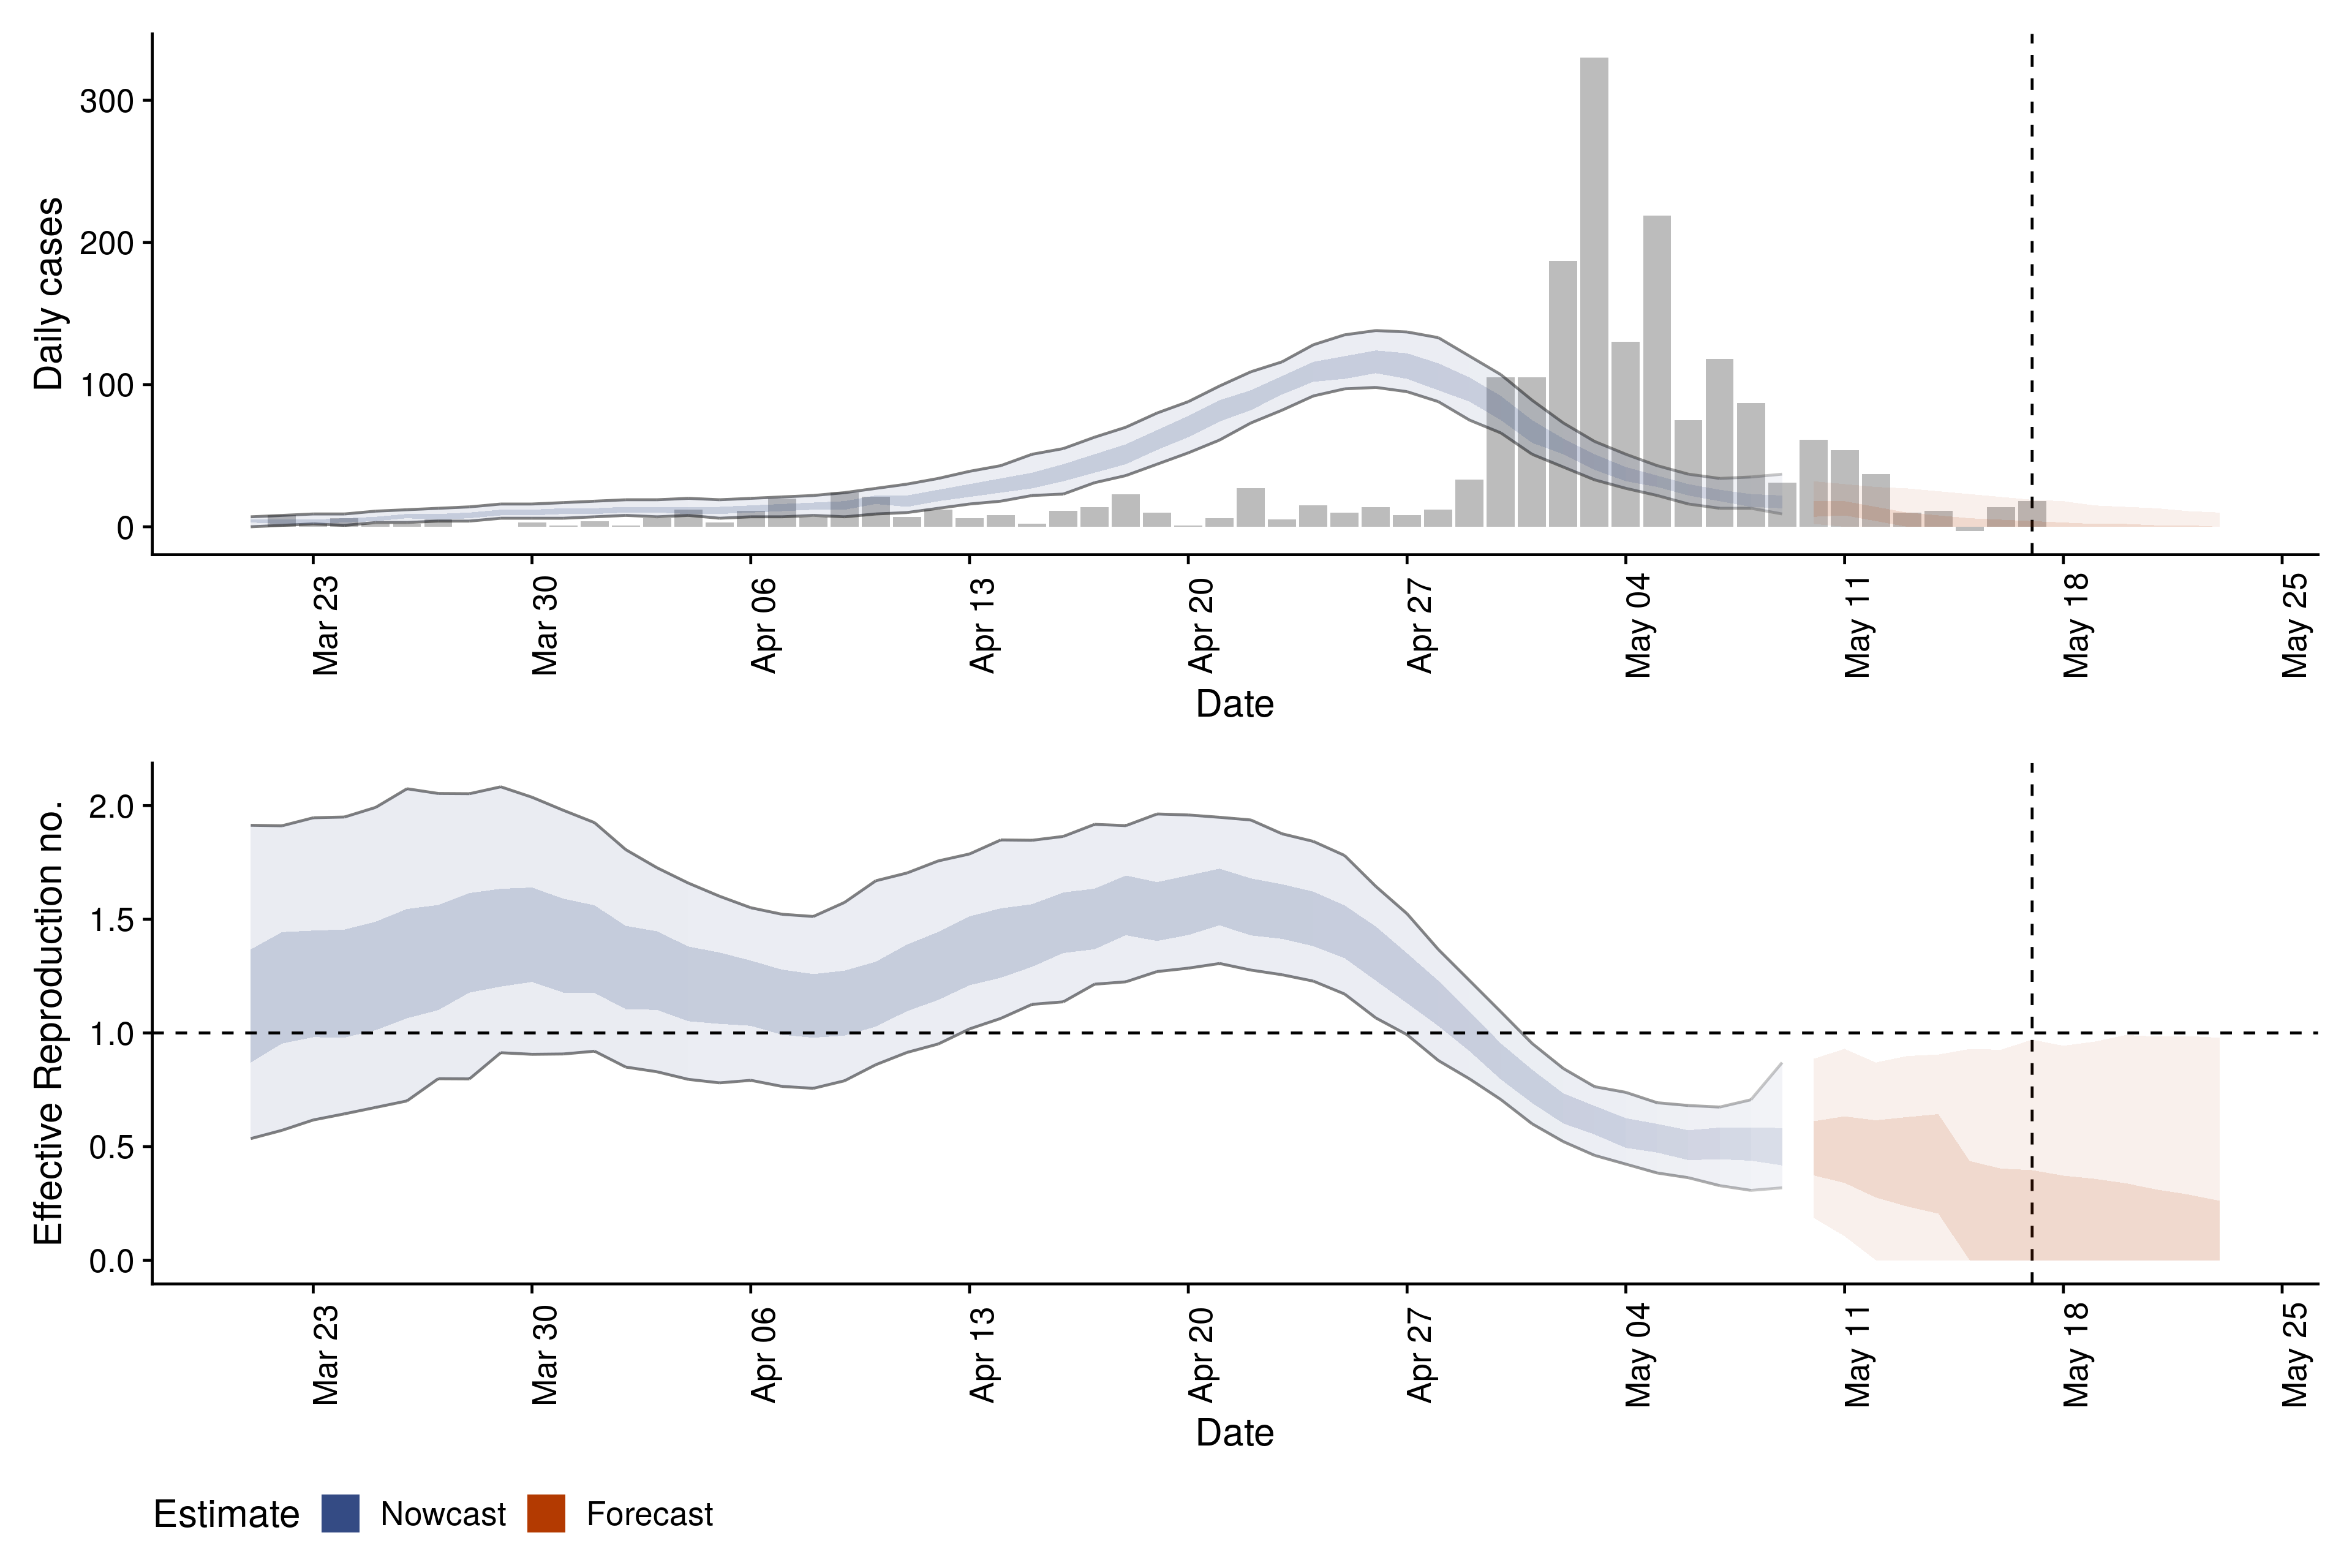 Daily cases
300
200
100
0
Mar 23
Mar 30
Apr 06
Apr 13
Apr 20
Apr 27
May 04
May 11
May 18
May 25
Date
Effective Reproduction no.
2.0
1.5
1.0
0.5
0.0
Mar 23
Mar 30
Apr 06
Apr 13
Apr 20
Apr 27
May 04
May 11
May 18
May 25
Date
Estimate Nowcast Forecast